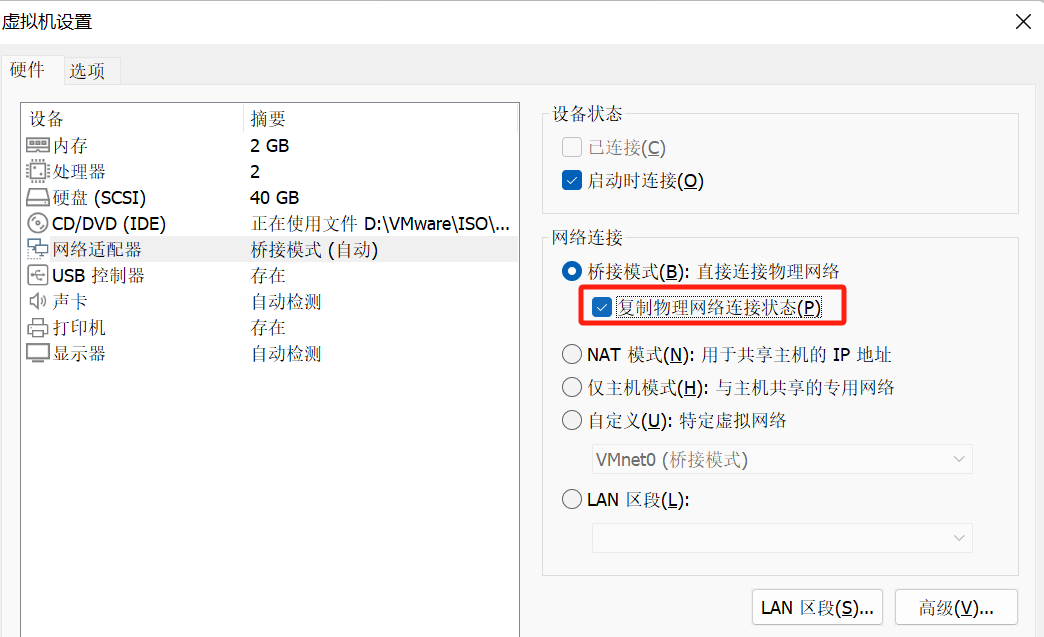 虚拟机设置
硬件 选项
设备 摘要
内存 2 GB
处理器 2
硬盘 (SCSI) 40 GB
CD/DVD (IDE) 正在使用文件 D:\VMware\ISO\...
网络适配器 桥接模式 (自动)
USB 控制器 存在
声卡 自动检测
打印机 存在
显示器 自动检测
设备状态
已连接(C)
启动时连接(O)
网络连接
桥接模式(B): 直接连接物理网络
复制物理网络连接状态(P)
NAT 模式(N): 用于共享主机的 IP 地址
仅主机模式(H): 与主机共享的专用网络
自定义(U): 特定虚拟网络
VMnet0 (桥接模式)
LAN 区段(L):
LAN 区段(S)... 高级(V)...